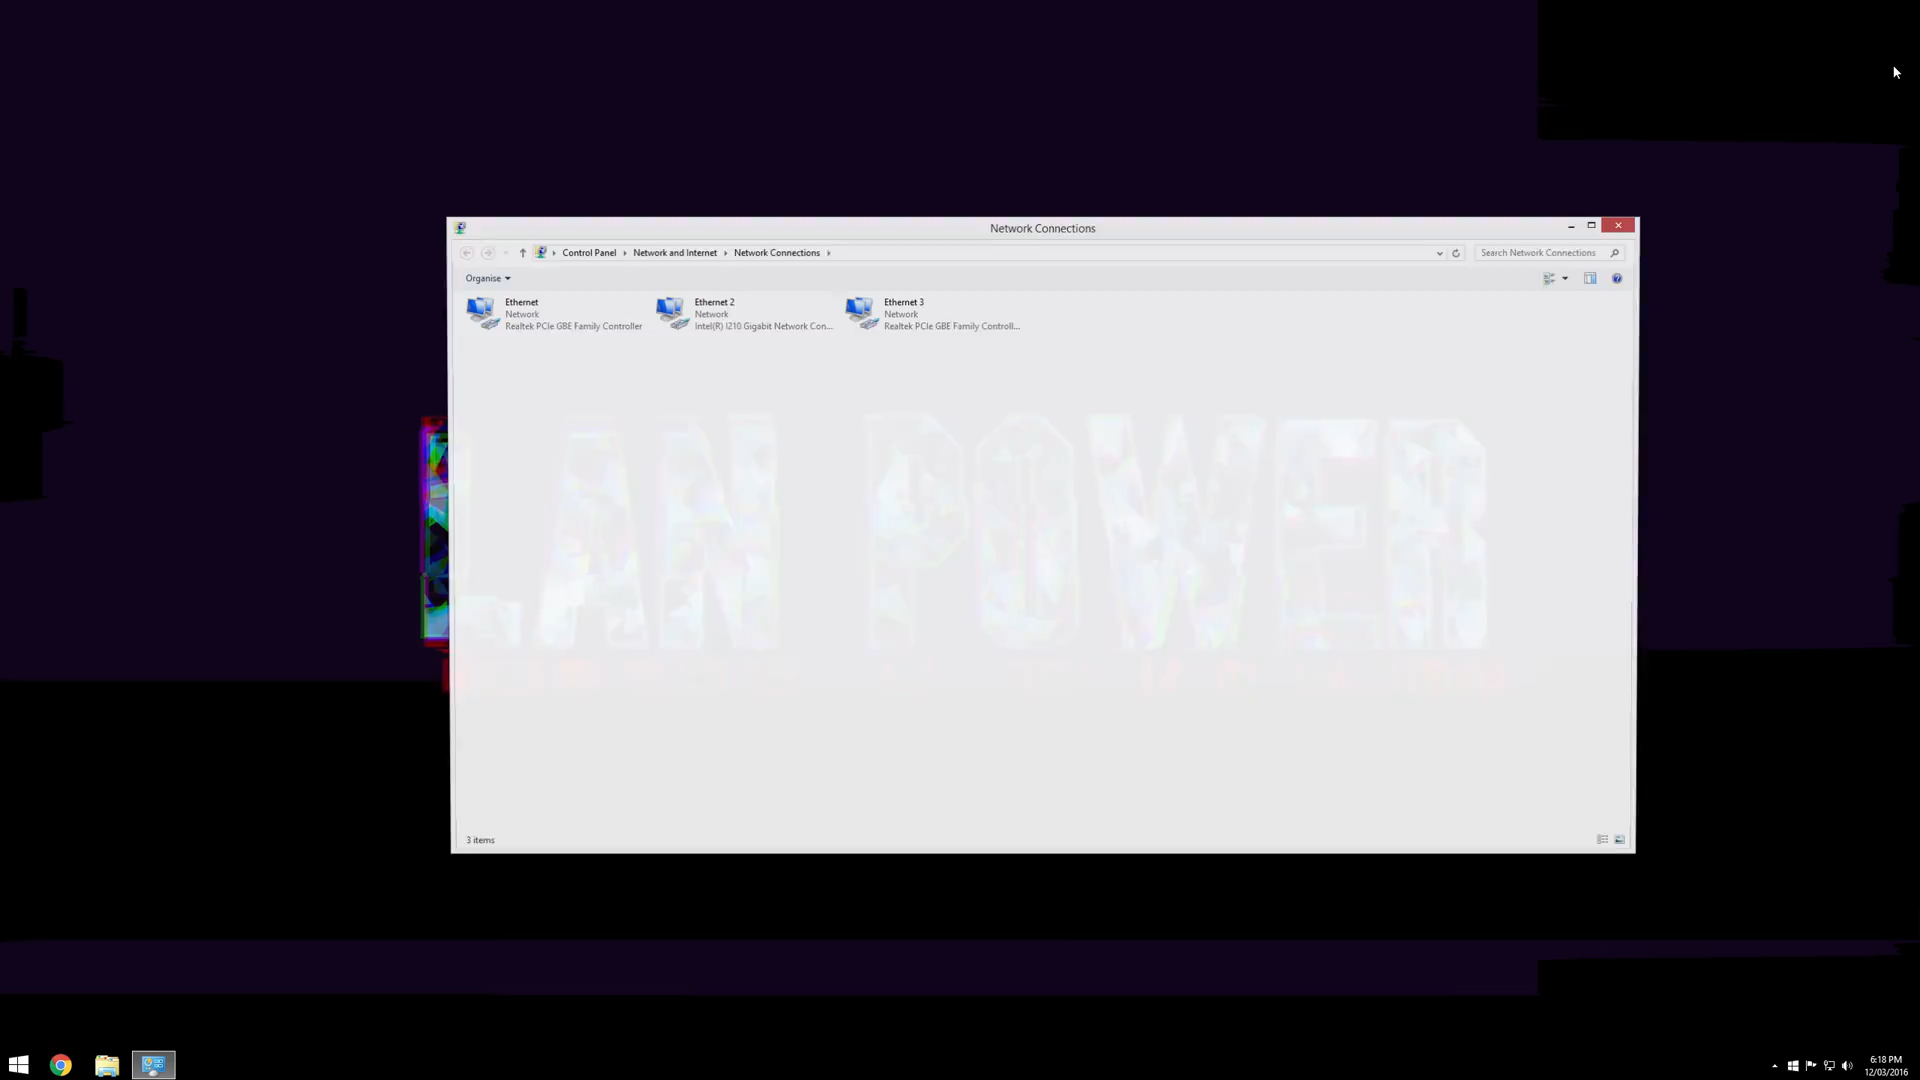 Network Connections
Control Panel Network and Internet Network Connections
Search Network Connections
Organise
Ethernet
Network
Realtek PCIe GBE Family Controller
Ethernet 2
Network
Intel(R) I210 Gigabit Network Con...
Ethernet 3
Network
Realtek PCIe GBE Family Controll...
LAN POWER
3 items
6:18 PM
12/03/2016